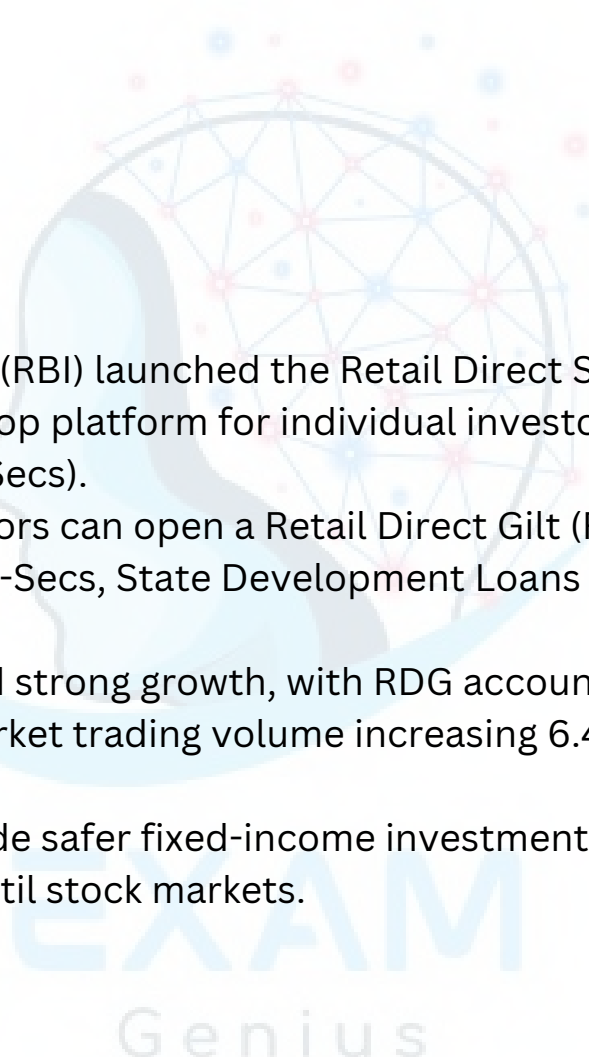 (RBI) launched the Retail Direct S
op platform for individual investo
Secs).
ors can open a Retail Direct Gilt (
-Secs, State Development Loans
strong growth, with RDG accoun
rket trading volume increasing 6.4
de safer fixed-income investment
til stock markets.
EXAM
Genius